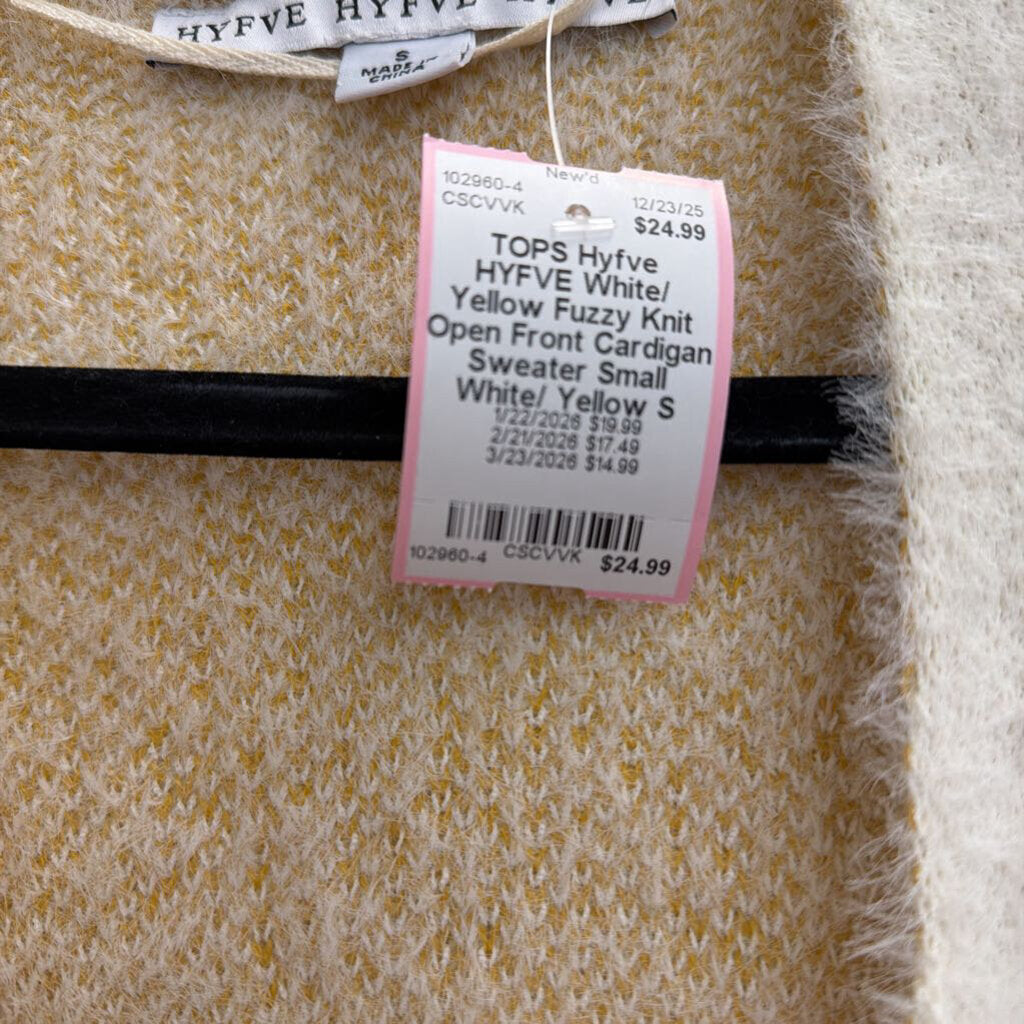 HYFVE HYFVE HYFVE
S
MADE IN
CHINA
New'd
102960-4
CSCVVK
12/23/25
$24.99
TOPS Hyfve
HYFVE White/
Yellow Fuzzy Knit
Open Front Cardigan
Sweater Small
White/ Yellow S
1/22/2026 $19.99
2/21/2026 $17.49
3/23/2026 $14.99
102960-4 CSCVVK $24.99